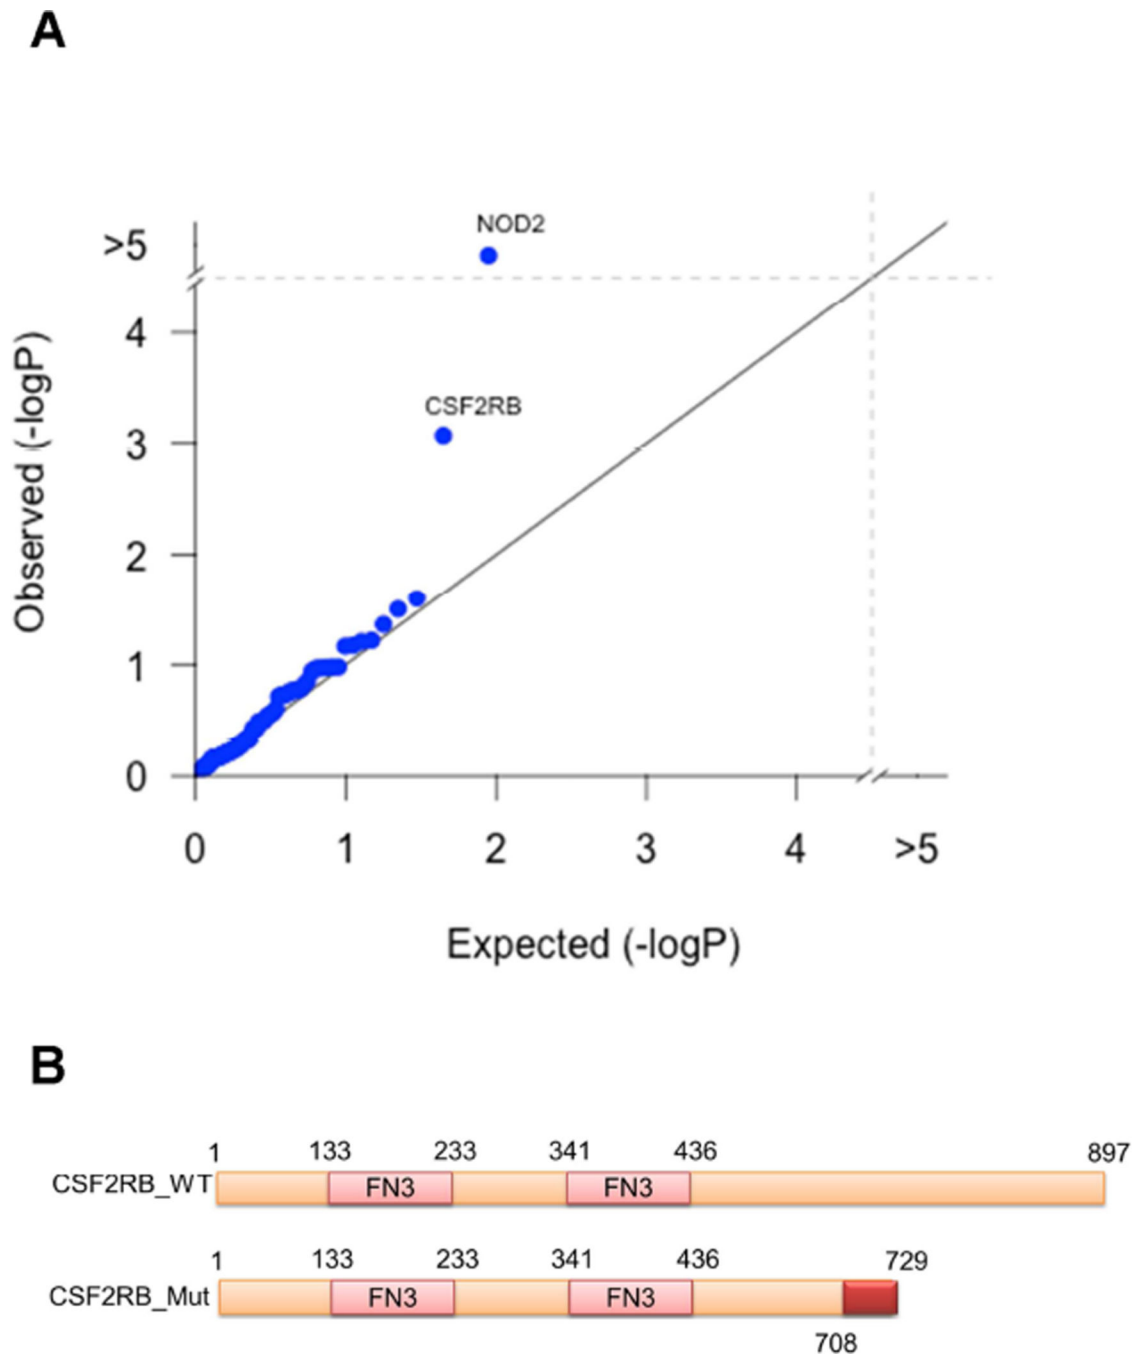 A
NOD2
>5
CSF2RB
4
3
2
1
0
Observed (-logP)
0 1 2 3 4 >5
Expected (-logP)
B
1 133 233 341 436 897
CSF2RB_WT FN3 FN3
1 133 233 341 436 729
CSF2RB_Mut FN3 FN3
708